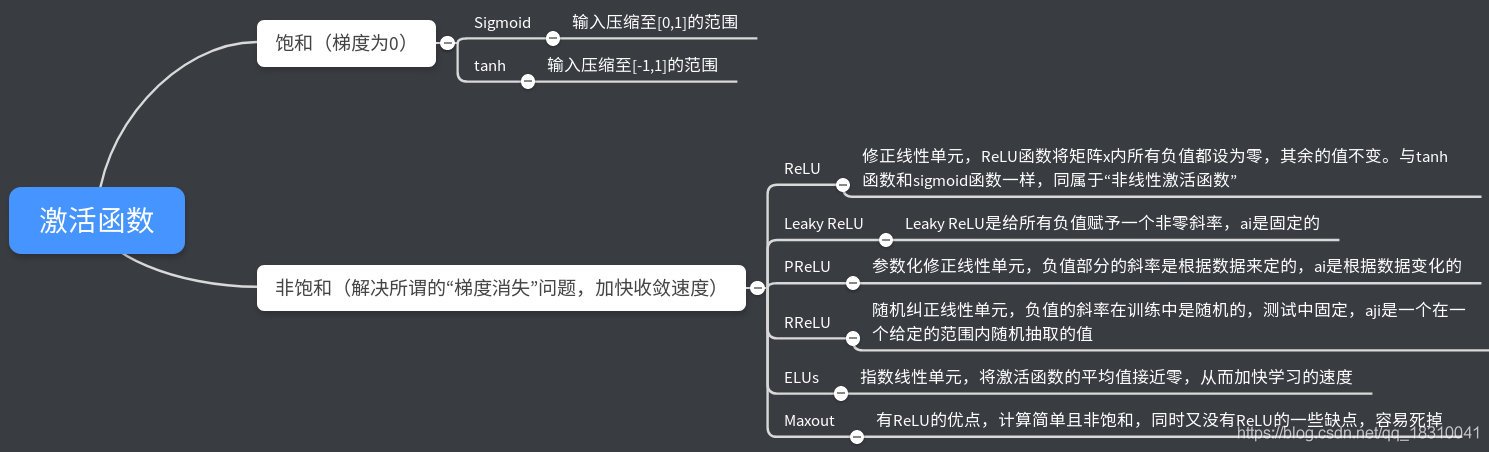 激活函数
饱和（梯度为0）
Sigmoid
输入压缩至[0,1]的范围
tanh
输入压缩至[-1,1]的范围
非饱和（解决所谓的“梯度消失”问题，加快收敛速度）
ReLU
修正线性单元，ReLU函数将矩阵x内所有负值都设为零，其余的值不变。与tanh
函数和sigmoid函数一样，同属于“非线性激活函数”
Leaky ReLU
Leaky ReLU是给所有负值赋予一个非零斜率，ai是固定的
PReLU
参数化修正线性单元，负值部分的斜率是根据数据来定的，ai是根据数据变化的
RReLU
随机纠正线性单元，负值的斜率在训练中是随机的，测试中固定，aji是一个在一
个给定的范围内随机抽取的值
ELUs
指数线性单元，将激活函数的平均值接近零，从而加快学习的速度
Maxout
有ReLU的优点，计算简单且非饱和，同时又没有ReLU的一些缺点，容易死掉
https://blog.csdn.net/qq_18310041